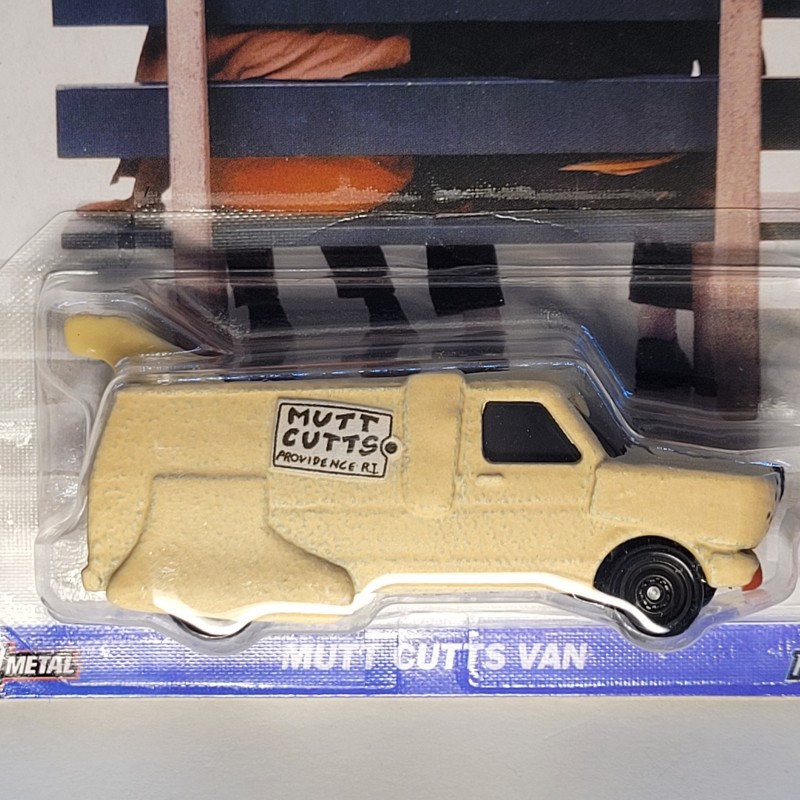 MUTT
CUTTS
PROVIDENCE R.I.
METAL
MUTT CUTTS VAN